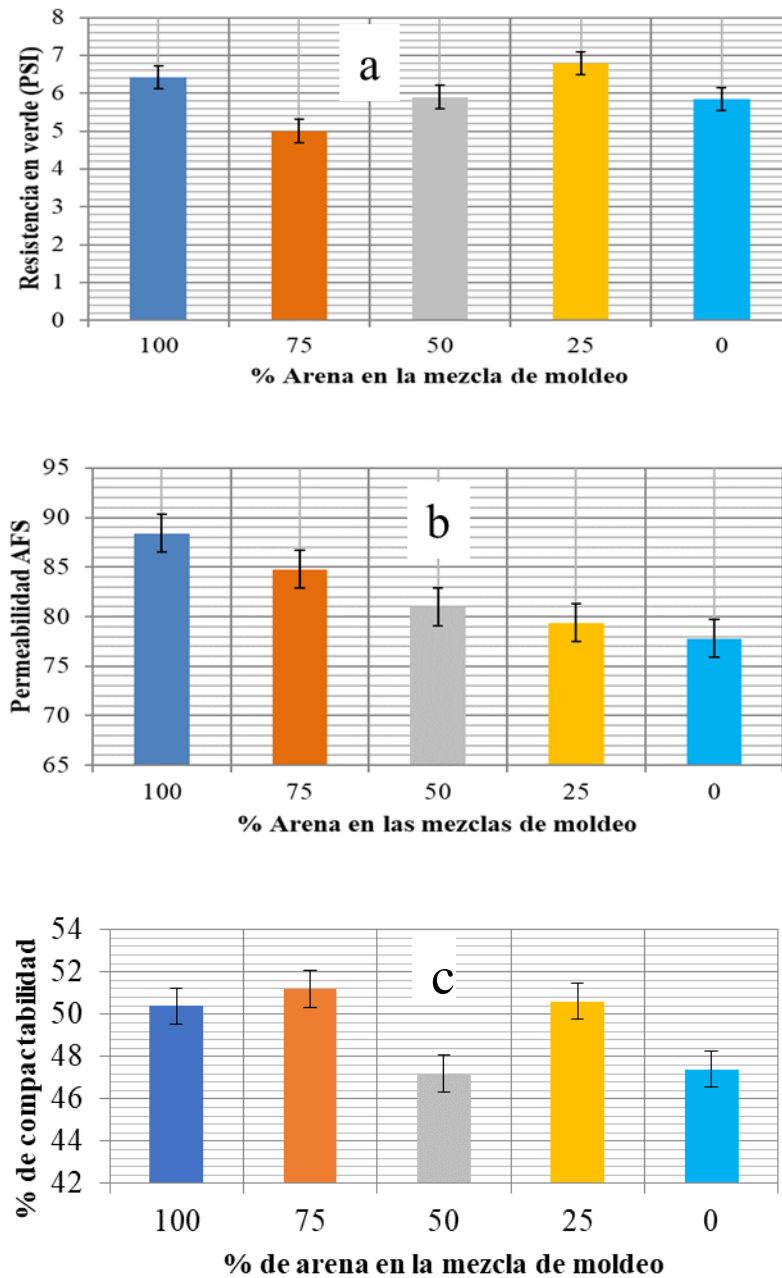 Resistencia en verde (PSI)
8
7
6
5
4
3
2
1
0
a
100 75 50 25 0
% Arena en la mezcla de moldeo
Permeabilidad AFS
95
90
85
80
75
70
65
b
100 75 50 25 0
% Arena en las mezclas de moldeo
% de compactabilidad
54
52
50
48
46
44
42
c
100 75 50 25 0
% de arena en la mezcla de moldeo